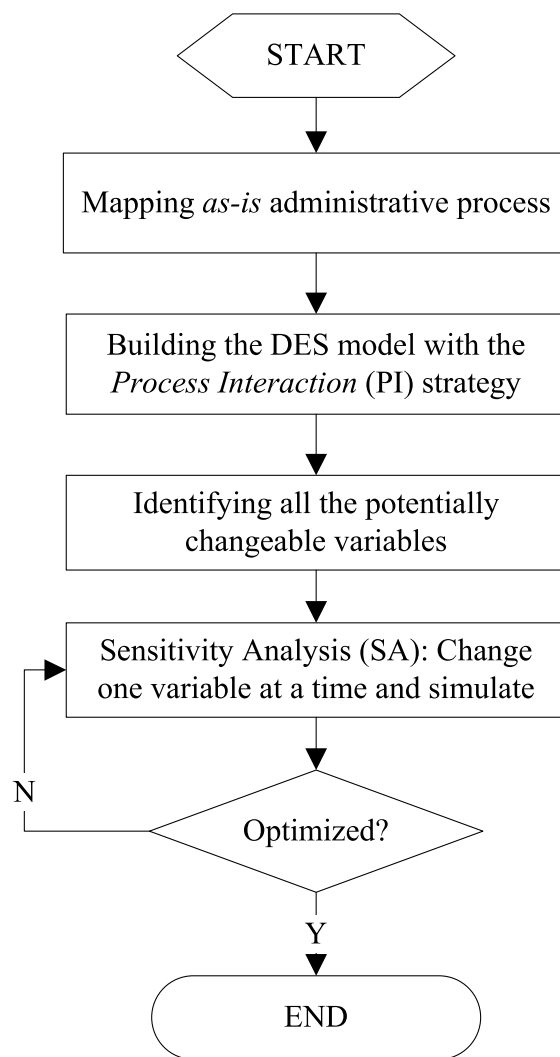 START
Mapping as-is administrative process
Building the DES model with the
Process Interaction (PI) strategy
Identifying all the potentially
changeable variables
Sensitivity Analysis (SA): Change
one variable at a time and simulate
N
Optimized?
Y
END